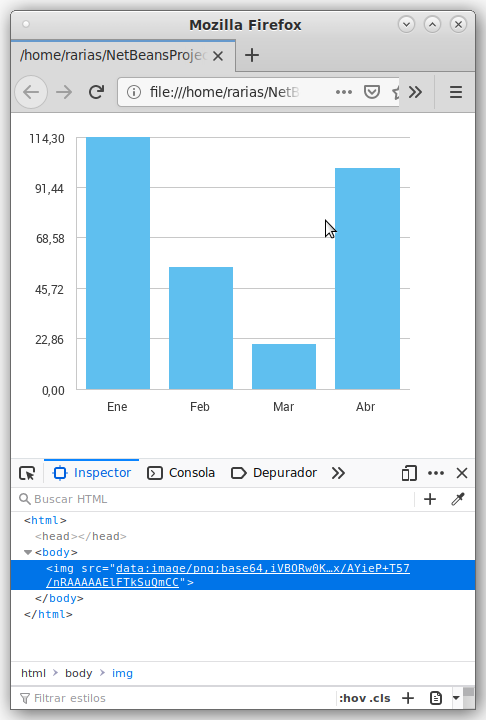 Mozilla Firefox
/home/rarias/NetBeansProjec
file:///home/rarias/NetB
114,30
91,44
68,58
45,72
22,86
0,00
Ene Feb Mar Abr
Inspector Consola Depurador
Buscar HTML
<html>
<head></head>
<body>
<img src="data:image/png;base64,iVBORw0K…x/AYieP+T57
/nRAAAAAElFTkSuQmCC">
</body>
</html>
html > body > img
Filtrar estilos :hov .cls